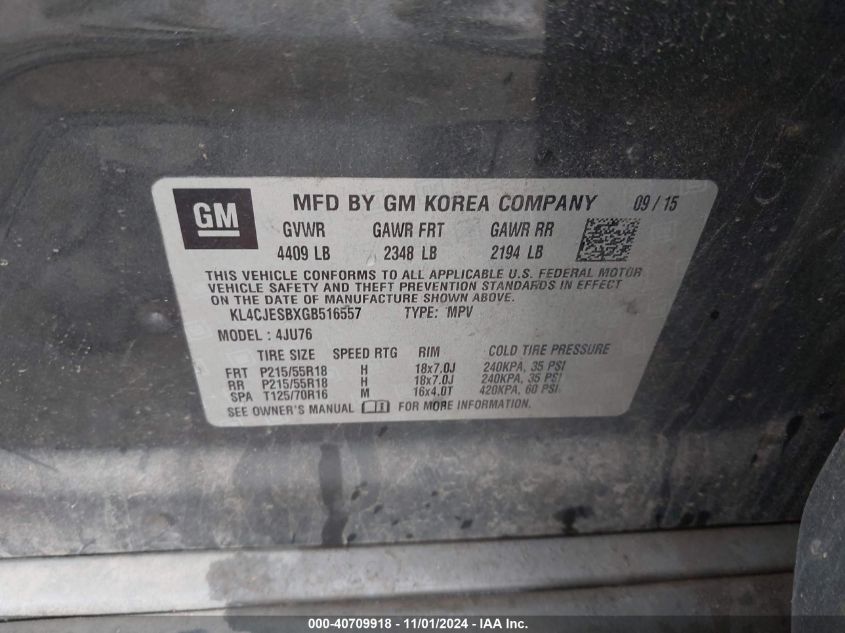 GM
MFD BY GM KOREA COMPANY 09/15
GVWR GAWR FRT GAWR RR
4409 LB 2348 LB 2194 LB
THIS VEHICLE CONFORMS TO ALL APPLICABLE U.S. FEDERAL MOTOR
VEHICLE SAFETY AND THEFT PREVENTION STANDARDS IN EFFECT
ON THE DATE OF MANUFACTURE SHOWN ABOVE.
KL4CJESBXGB516557 TYPE: MPV
MODEL: 4JU76
TIRE SIZE SPEED RTG RIM COLD TIRE PRESSURE
FRT P215/55R18 H 18x7.0J 240KPA, 35 PSI
RR P215/55R18 H 18x7.0J 240KPA, 35 PSI
SPA T125/70R16 M 16x4.0T 420KPA, 60 PSI
SEE OWNER'S MANUAL FOR MORE INFORMATION.
000-40709918 - 11/01/2024 - IAA Inc.